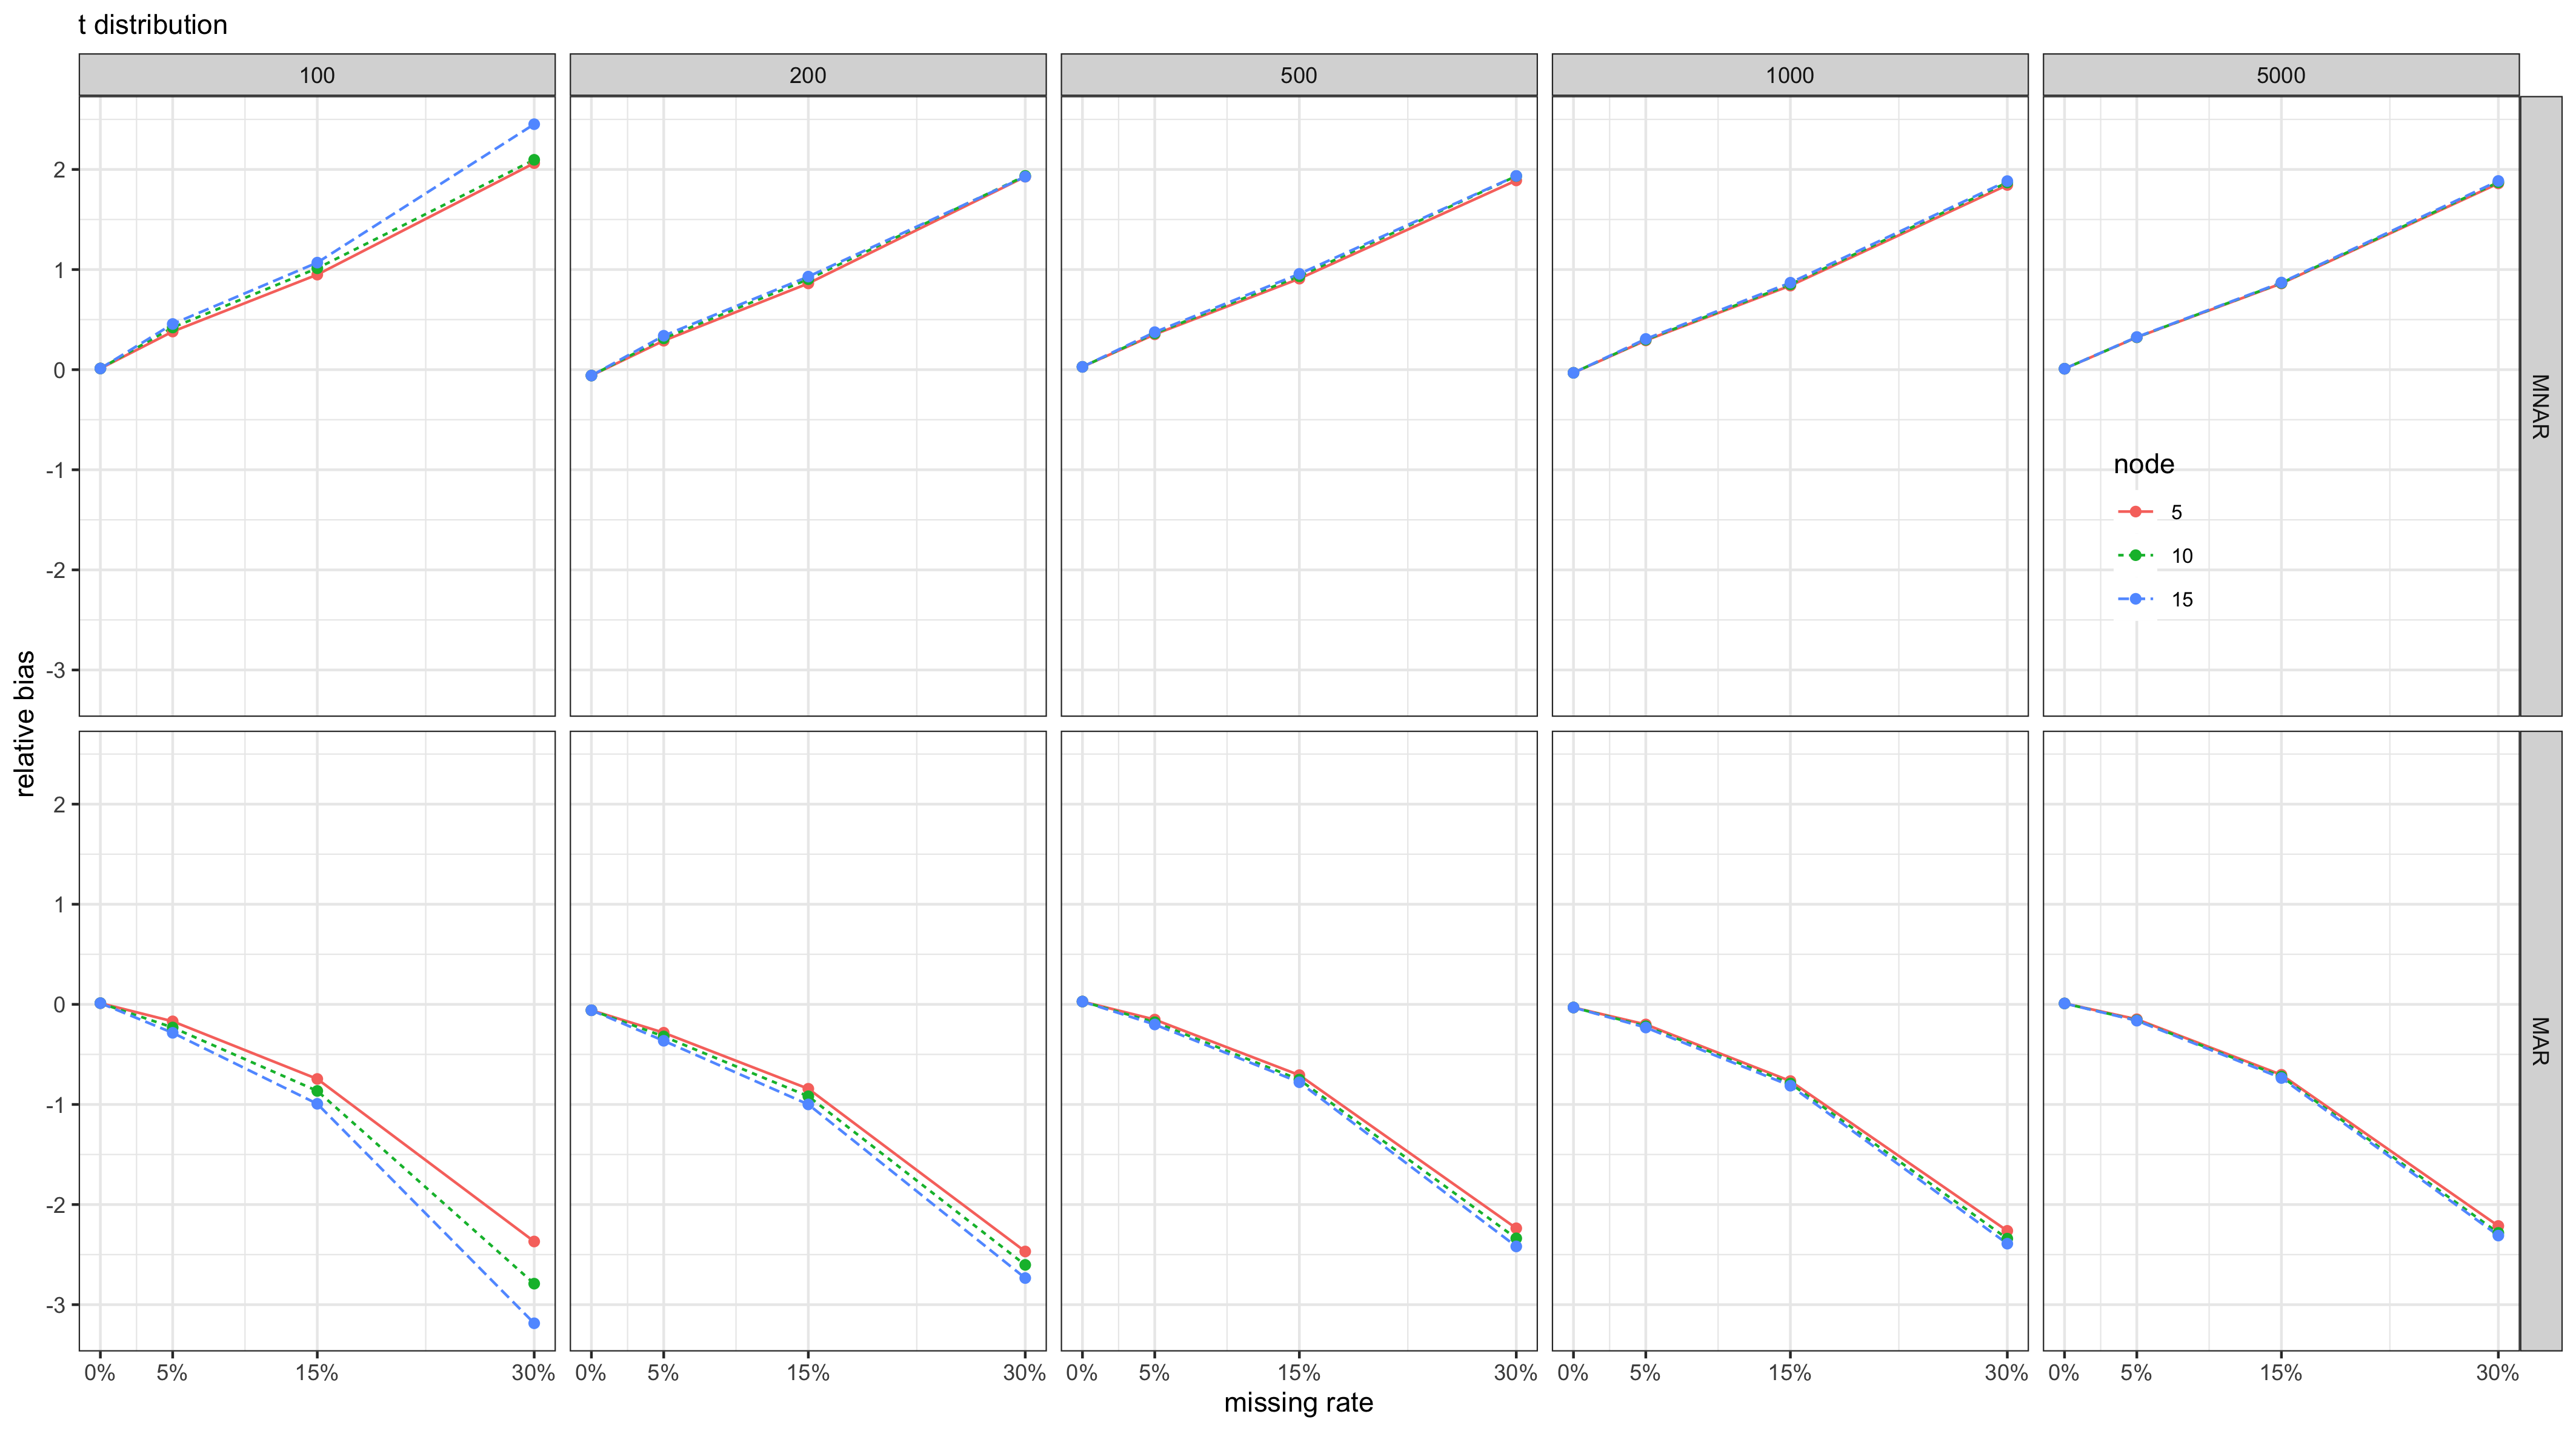 t distribution
100 200 500 1000 5000
2
1
0
-1
-2
-3
MNAR
node
5
10
15
relative bias
2
1
0
-1
-2
-3
MAR
0% 5% 15% 30% 0% 5% 15% 30% 0% 5% 15% 30% 0% 5% 15% 30% 0% 5% 15% 30%
missing rate